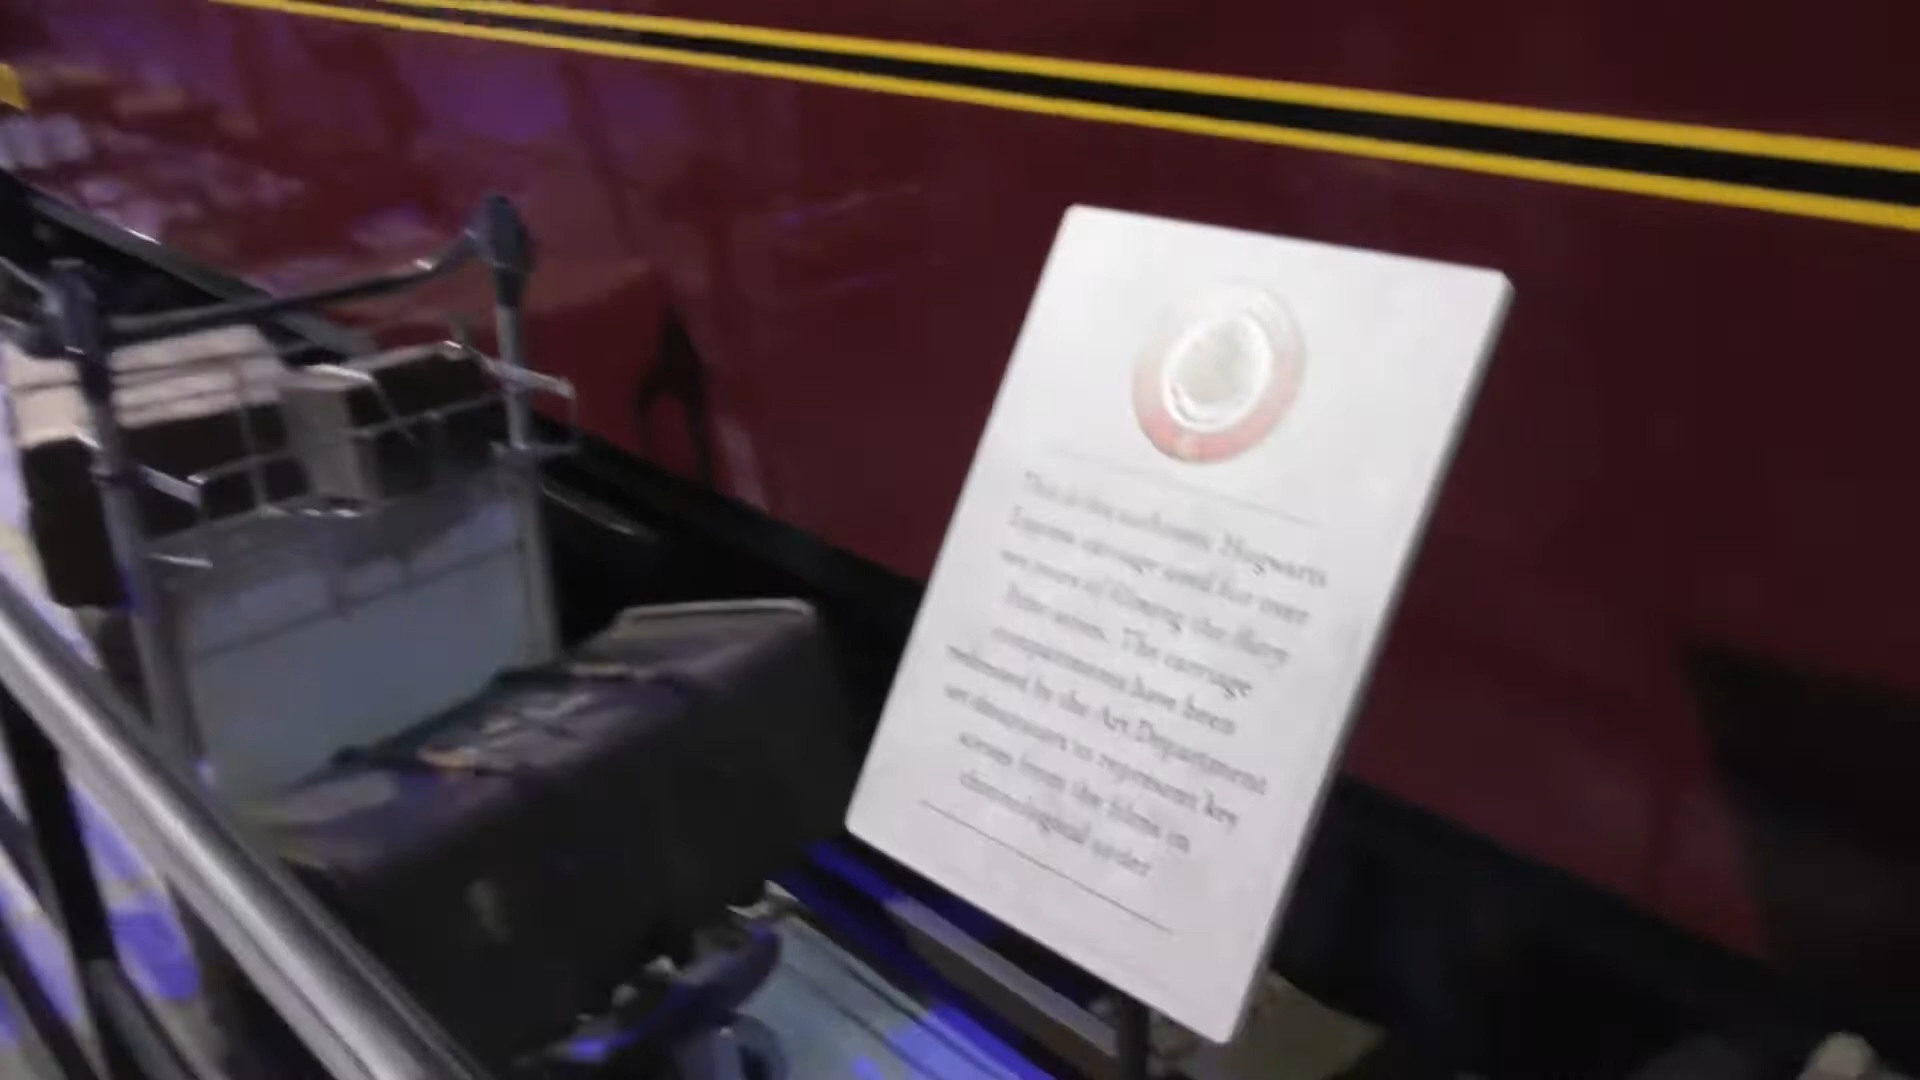 This is the authentic Hogwarts
Express carriage used for over
ten years of filming the Harry
Potter series. The carriage
compartments have been
redressed by the Art Department
set decorators to represent key
scenes from the films in
chronological order